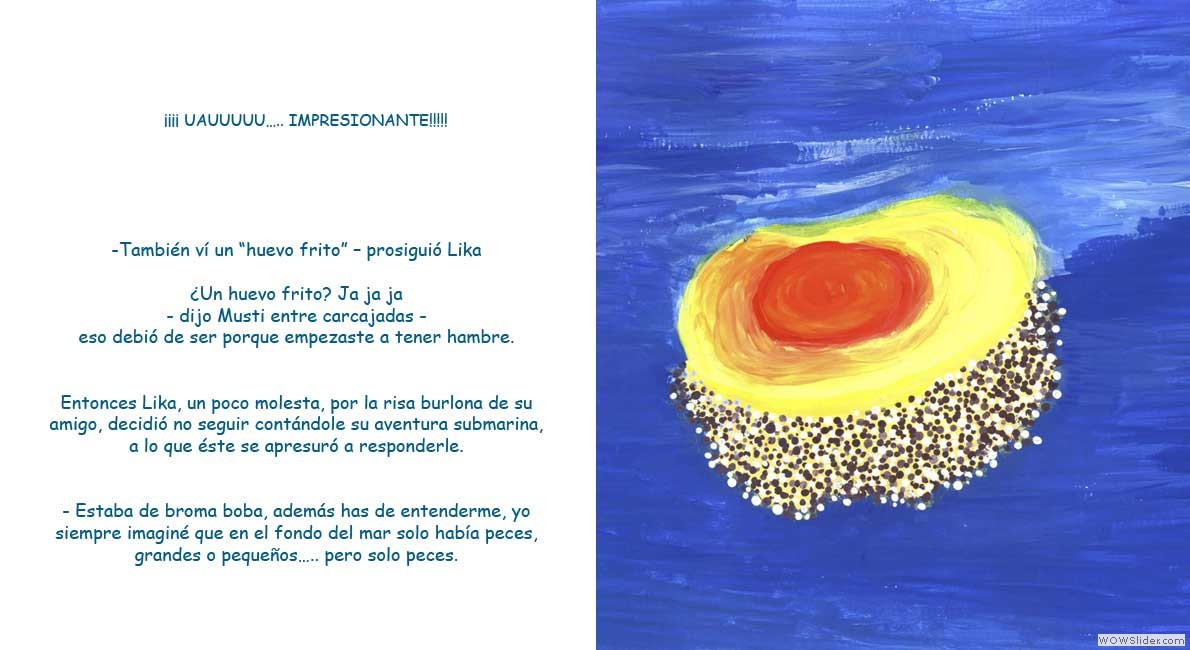 ¡¡¡¡ UAUUUUU….. IMPRESIONANTE!!!!!
-También ví un “huevo frito” – prosiguió Lika
¿Un huevo frito? Ja ja ja
- dijo Musti entre carcajadas -
eso debió de ser porque empezaste a tener hambre.
Entonces Lika, un poco molesta, por la risa burlona de su
amigo, decidió no seguir contándole su aventura submarina,
a lo que éste se apresuró a responderle.
- Estaba de broma boba, además has de entenderme, yo
siempre imaginé que en el fondo del mar solo había peces,
grandes o pequeños….. pero solo peces.
WOWSlider.com